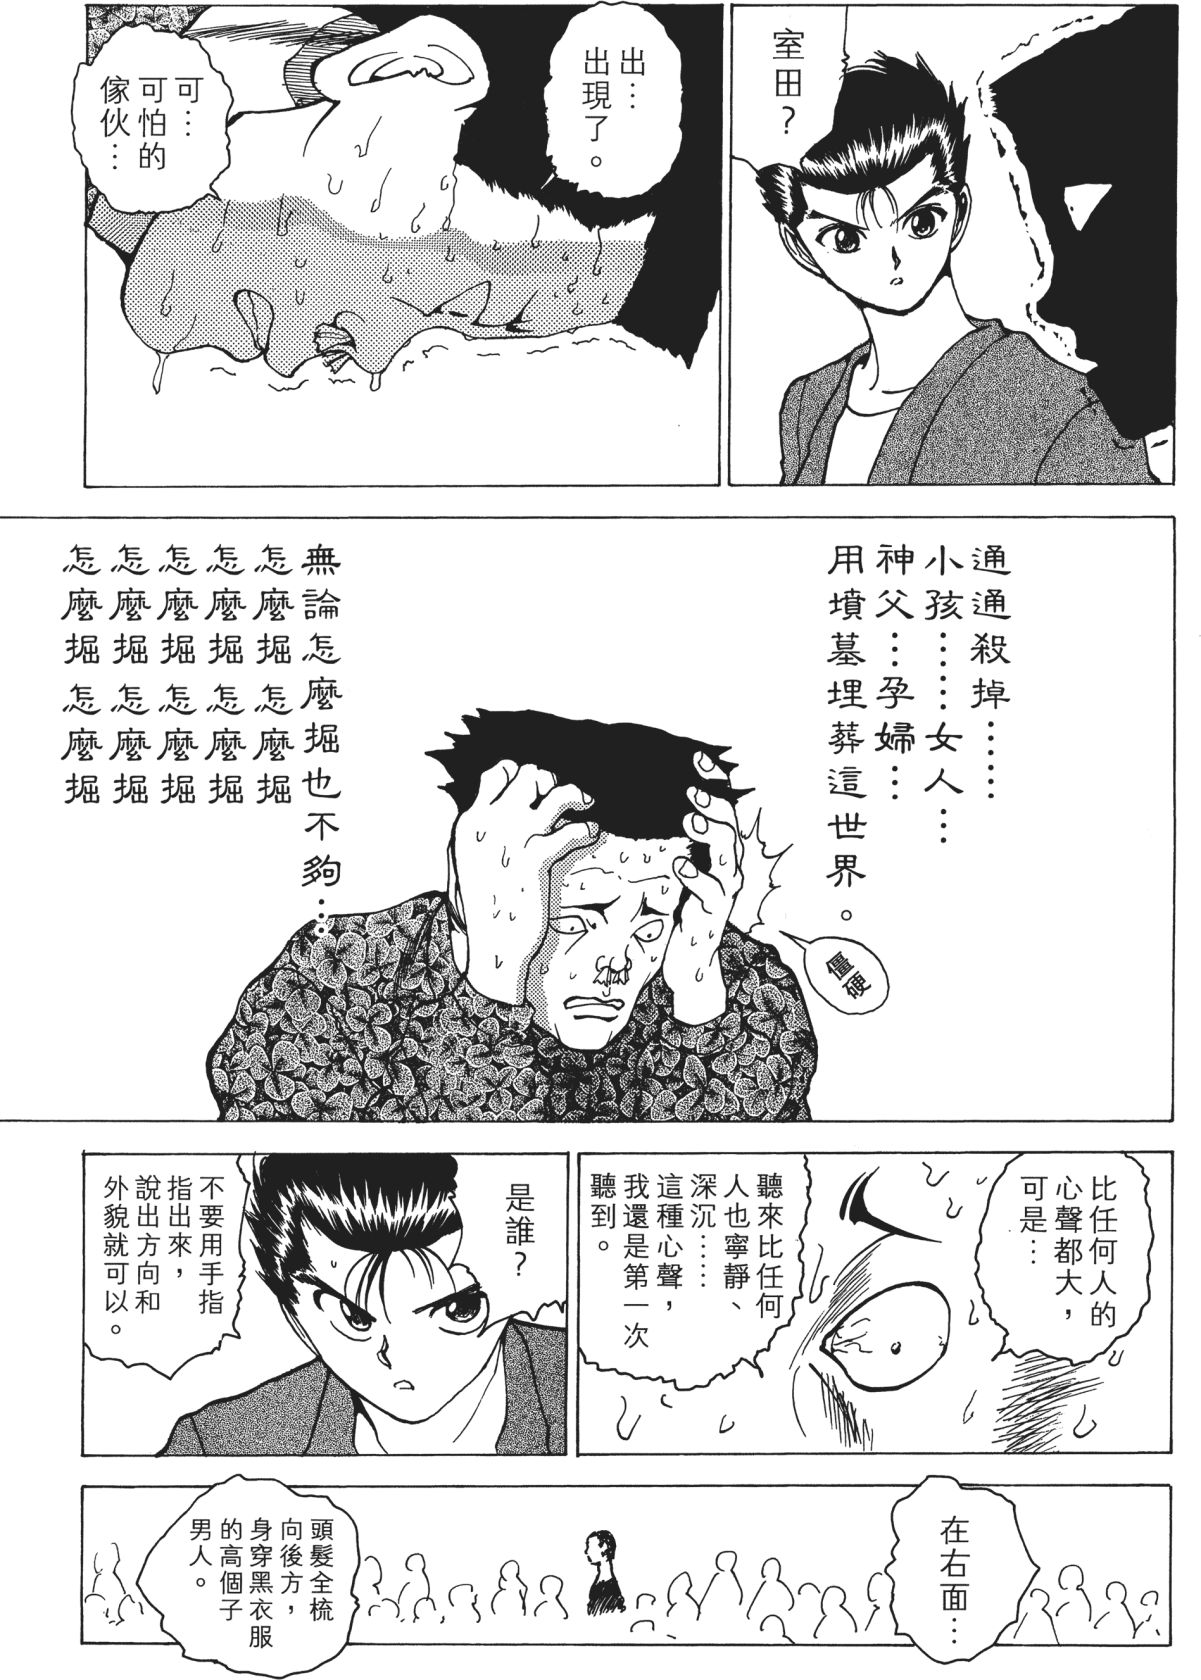 室田？
出…
出現了。
可…
可怕的
傢伙…
通通殺掉……
小孩……女人…
神父…孕婦…
用墳墓埋葬這世界。
僵硬
無論怎麼掘也不夠…
怎麼掘怎麼掘
怎麼掘怎麼掘
怎麼掘怎麼掘
怎麼掘怎麼掘
怎麼掘怎麼掘
比任何人的
心聲都大，
可是…
聽來比任何
人也寧靜、
深沉……
這種心聲，
我還是第一次
聽到。
是誰？
不要用手指
指出來，
說出方向和
外貌就可以。
在右面…
頭髮全梳
向後方，
身穿黑衣服
的高個子
男人。